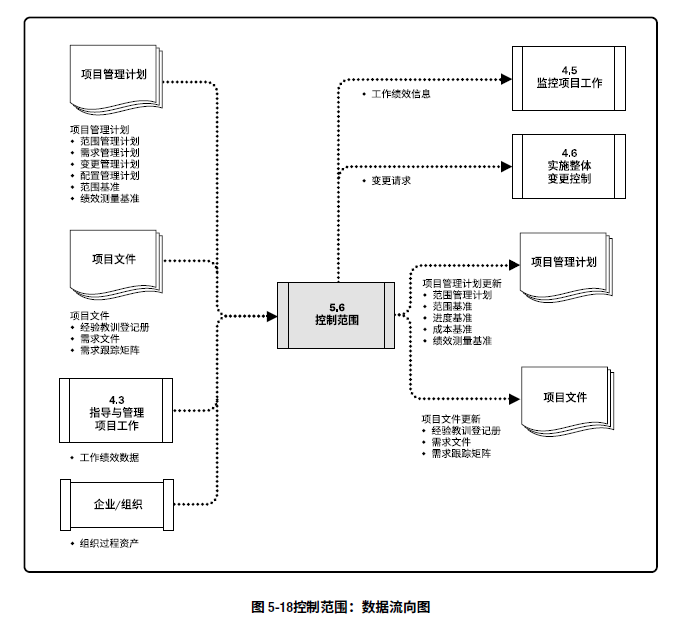 项目管理计划
项目管理计划
• 范围管理计划
• 需求管理计划
• 变更管理计划
• 配置管理计划
• 范围基准
• 绩效测量基准
项目文件
项目文件
• 经验教训登记册
• 需求文件
• 需求跟踪矩阵
4.3
指导与管理
项目工作
• 工作绩效数据
企业/组织
• 组织过程资产
5,6
控制范围
• 工作绩效信息
4,5
监控项目工作
• 变更请求
4.6
实施整体
变更控制
项目管理计划
项目管理计划更新
• 范围管理计划
• 范围基准
• 进度基准
• 成本基准
• 绩效测量基准
项目文件
项目文件更新
• 经验教训登记册
• 需求文件
• 需求跟踪矩阵
图 5-18控制范围：数据流向图